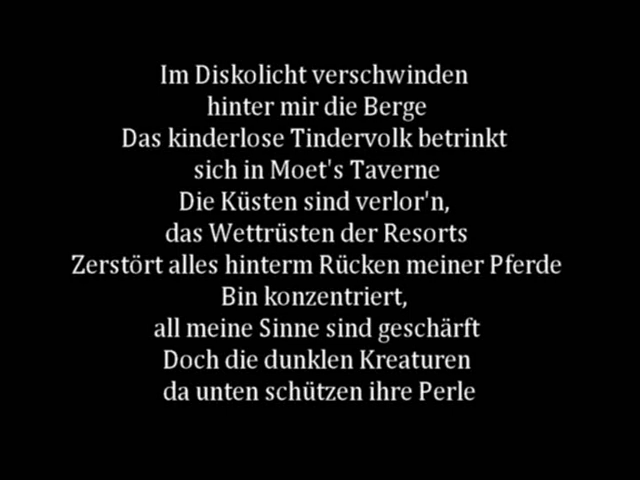 Im Diskolicht verschwinden
hinter mir die Berge
Das kinderlose Tindervolk betrinkt
sich in Moet's Taverne
Die Küsten sind verlor'n,
das Wettrüsten der Resorts
Zerstört alles hinterm Rücken meiner Pferde
Bin konzentriert,
all meine Sinne sind geschärft
Doch die dunklen Kreaturen
da unten schützen ihre Perle